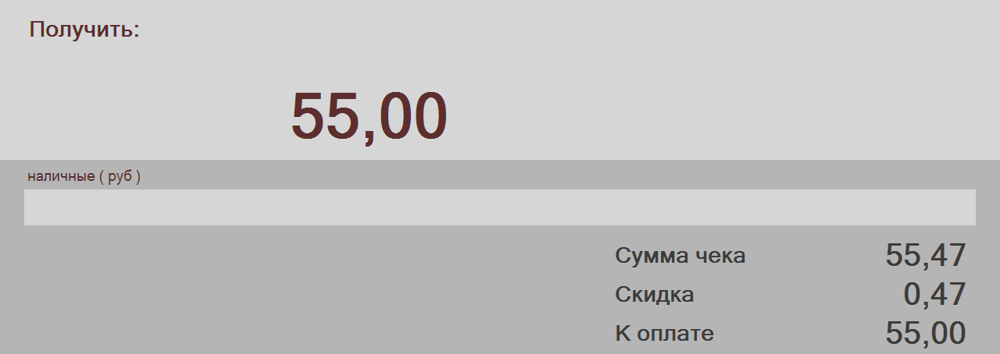 Получить:
55,00
наличные ( руб )
Сумма чека 55,47
Скидка 0,47
К оплате 55,00